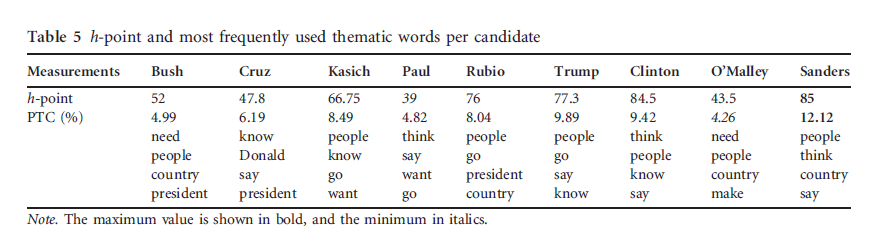 Table 5 h-point and most frequently used thematic words per candidate
Measurements Bush Cruz Kasich Paul Rubio Trump Clinton O’Malley Sanders
h-point 52 47.8 66.75 39 76 77.3 84.5 43.5 85
PTC (%) 4.99 6.19 8.49 4.82 8.04 9.89 9.42 4.26 12.12
need know people think people people think need people
people Donald know say go go people people think
country say go want president say know country country
president president want go country know say make say
Note. The maximum value is shown in bold, and the minimum in italics.